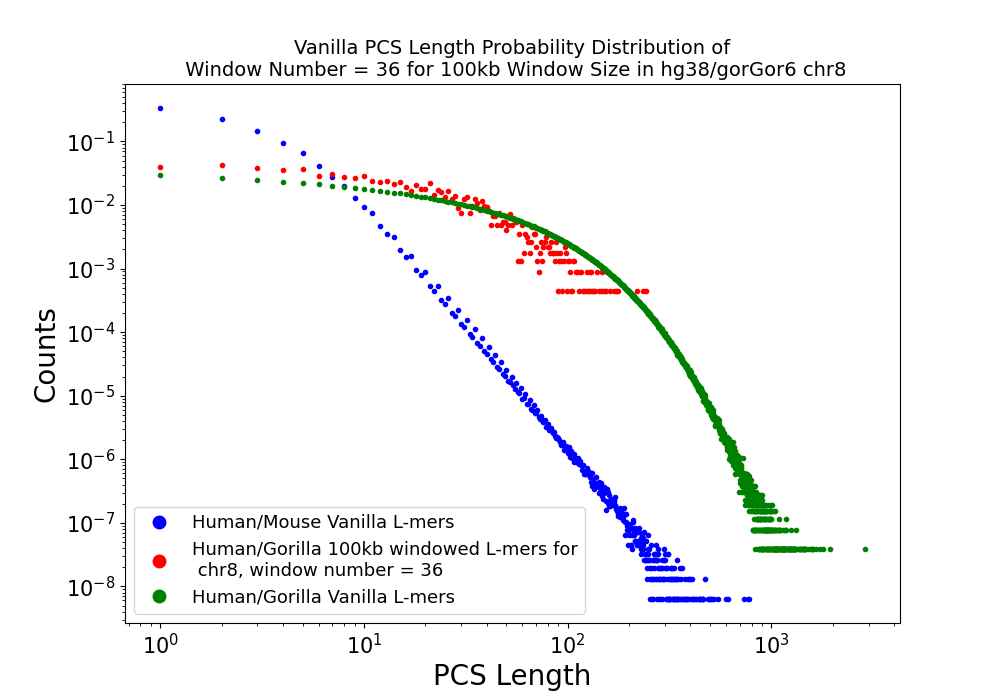 Vanilla PCS Length Probability Distribution of
Window Number = 36 for 100kb Window Size in hg38/gorGor6 chr8
Counts
10⁻¹
10⁻²
10⁻³
10⁻⁴
10⁻⁵
10⁻⁶
10⁻⁷
10⁻⁸
Human/Mouse Vanilla L-mers
Human/Gorilla 100kb windowed L-mers for
chr8, window number = 36
Human/Gorilla Vanilla L-mers
10⁰ 10¹ 10² 10³
PCS Length